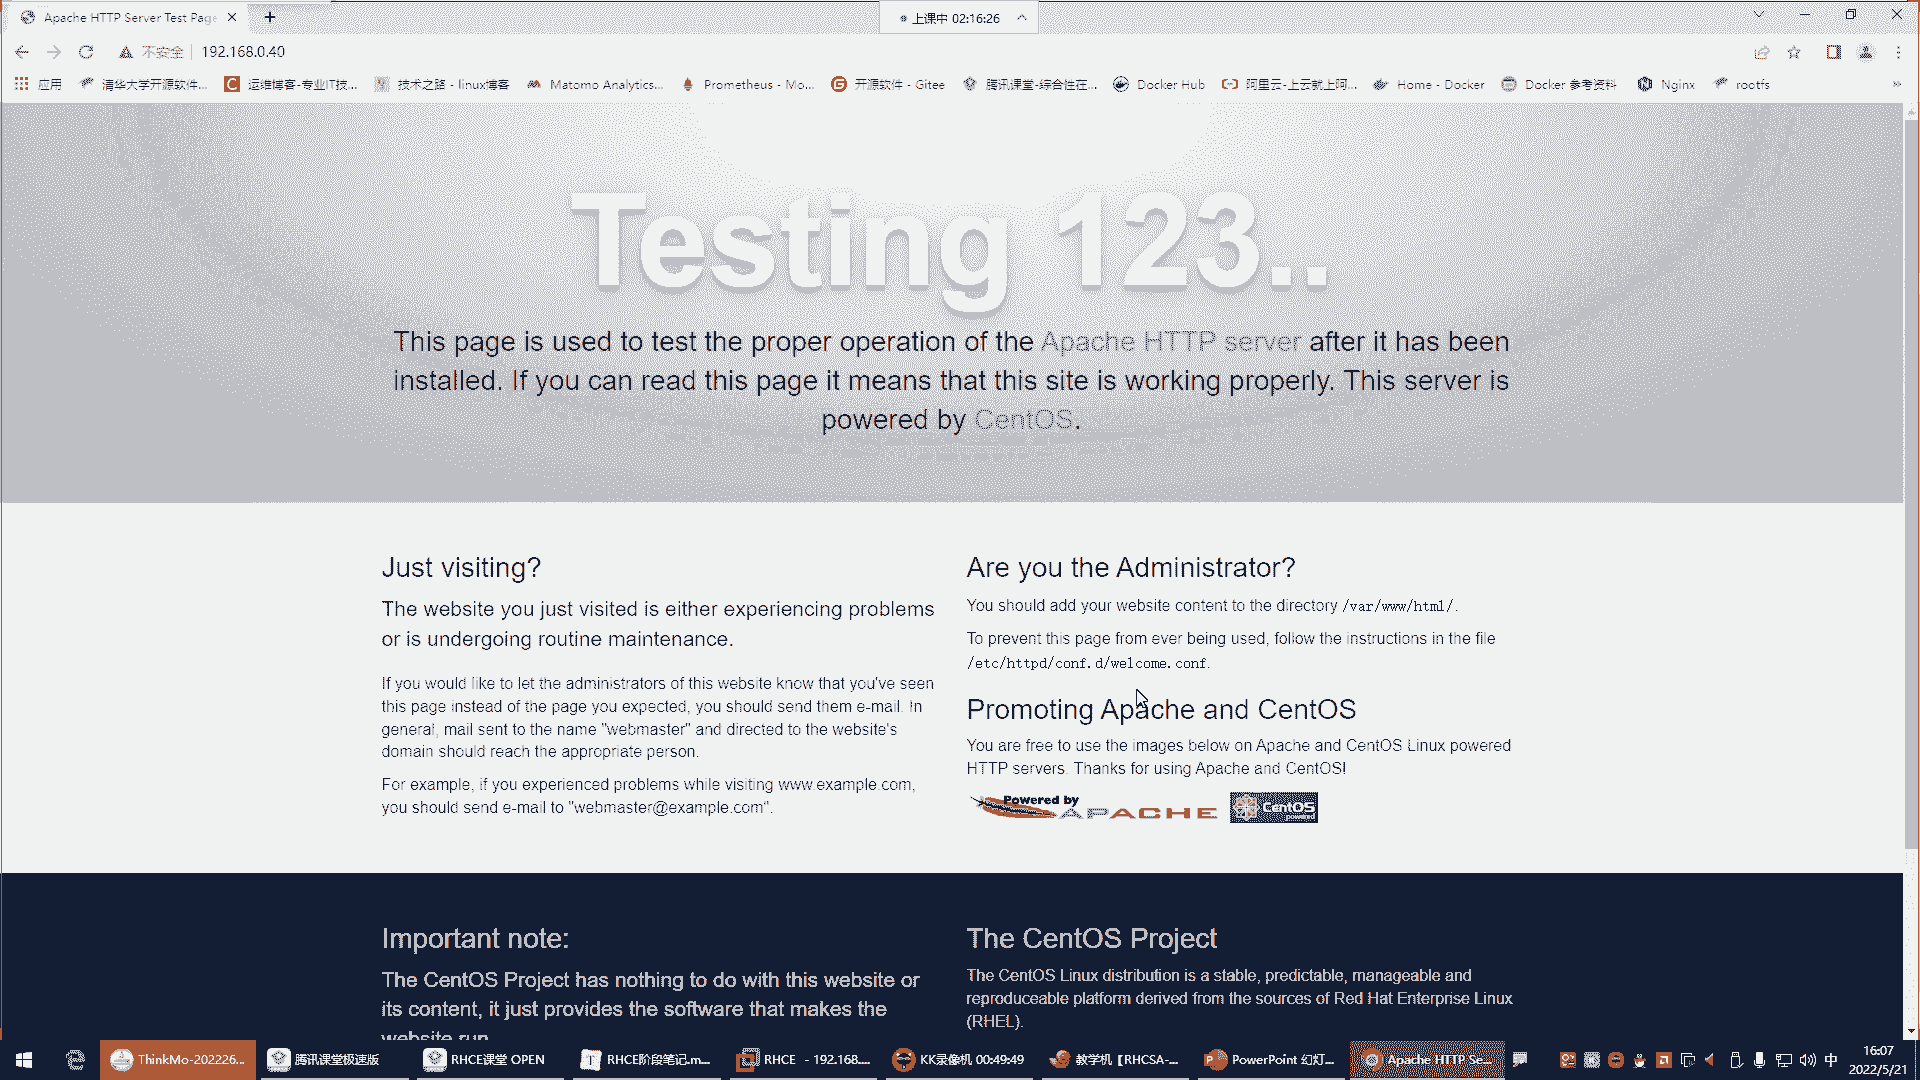 Apache HTTP Server Test Page
上课中 02:16:26
不安全
192.168.0.40
应用
清华大学开源软件...
运维博客-专业IT技...
技术之路 - linux博客
Matomo Analytics...
Prometheus - Mo...
开源软件 - Gitee
腾讯课堂-综合性在...
Docker Hub
阿里云-上云就上阿...
Home - Docker
Docker 参考资料
Nginx
rootfs
Testing 123..
This page is used to test the proper operation of the Apache HTTP server after it has been
installed. If you can read this page it means that this site is working properly. This server is
powered by CentOS.
Just visiting?
The website you just visited is either experiencing problems
or is undergoing routine maintenance.
If you would like to let the administrators of this website know that you've seen
this page instead of the page you expected, you should send them e-mail. In
general, mail sent to the name "webmaster" and directed to the website's
domain should reach the appropriate person.
For example, if you experienced problems while visiting www.example.com,
you should send e-mail to "webmaster@example.com".
Are you the Administrator?
You should add your website content to the directory /var/www/html/.
To prevent this page from ever being used, follow the instructions in the file
/etc/httpd/conf.d/welcome.conf.
Promoting Apache and CentOS
You are free to use the images below on Apache and CentOS Linux powered
HTTP servers. Thanks for using Apache and CentOS!
Powered by
APACHE
CentOS
powered
Important note:
The CentOS Project has nothing to do with this website or
its content, it just provides the software that makes the
website run
The CentOS Project
The CentOS Linux distribution is a stable, predictable, manageable and
reproduceable platform derived from the sources of Red Hat Enterprise Linux
(RHEL).
ThinkMo-202226...
腾讯课堂极速版
RHCE课堂 OPEN
RHCE阶段笔记.m...
RHCE - 192.168....
KK录像机 00:49:49
教学机【RHCSA-...
PowerPoint 幻灯...
Apache HTTP Se...
中
16:07
2022/5/21